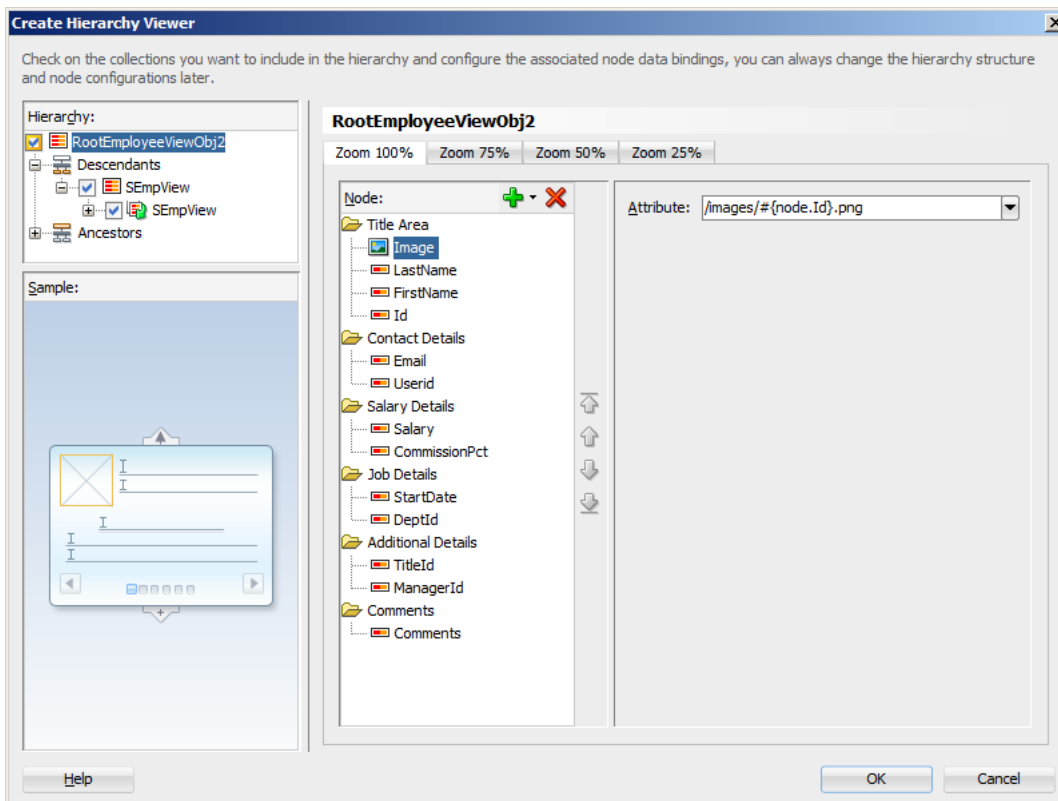 Create Hierarchy Viewer
Check on the collections you want to include in the hierarchy and configure the associated node data bindings, you can always change the hierarchy structure
and node configurations later.
Hierarchy:
RootEmployeeViewObj2
Descendants
SEmpView
SEmpView
Ancestors
Sample:
RootEmployeeViewObj2
Zoom 100% Zoom 75% Zoom 50% Zoom 25%
Node:
Title Area
Image
LastName
FirstName
Id
Contact Details
Email
Userid
Salary Details
Salary
CommissionPct
Job Details
StartDate
DeptId
Additional Details
TitleId
ManagerId
Comments
Comments
Attribute: /images/#{node.Id}.png
Help OK Cancel